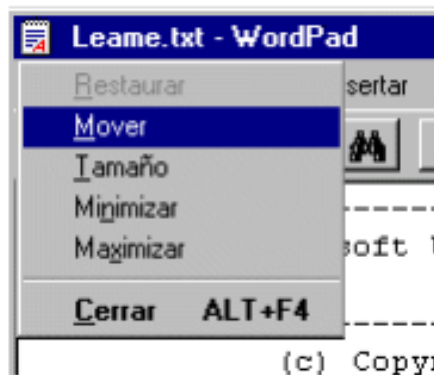 Leame.txt - WordPad
Restaurar
sertar
Mover
Tamaño
Minimizar
Maximizar
soft
Cerrar ALT+F4
(c) Copyr